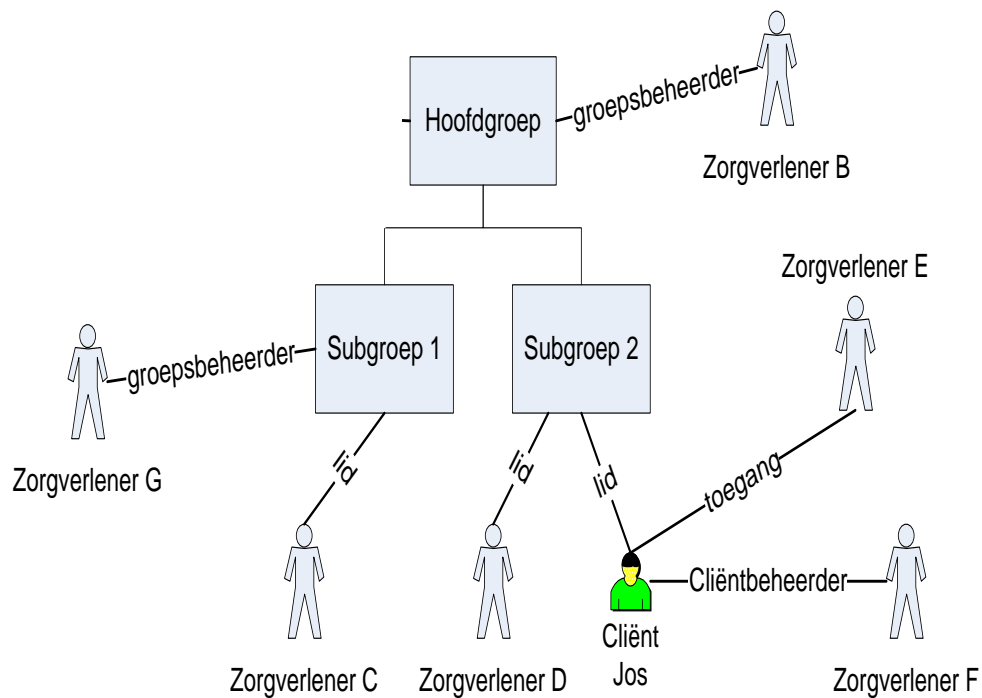 Hoofdgroep
groepsbeheerder
Zorgverlener B
Zorgverlener E
Subgroep 1
Subgroep 2
groepsbeheerder
Zorgverlener G
lid
lid
lid
toegang
Cliëntbeheerder
Cliënt
Jos
Zorgverlener C
Zorgverlener D
Zorgverlener F